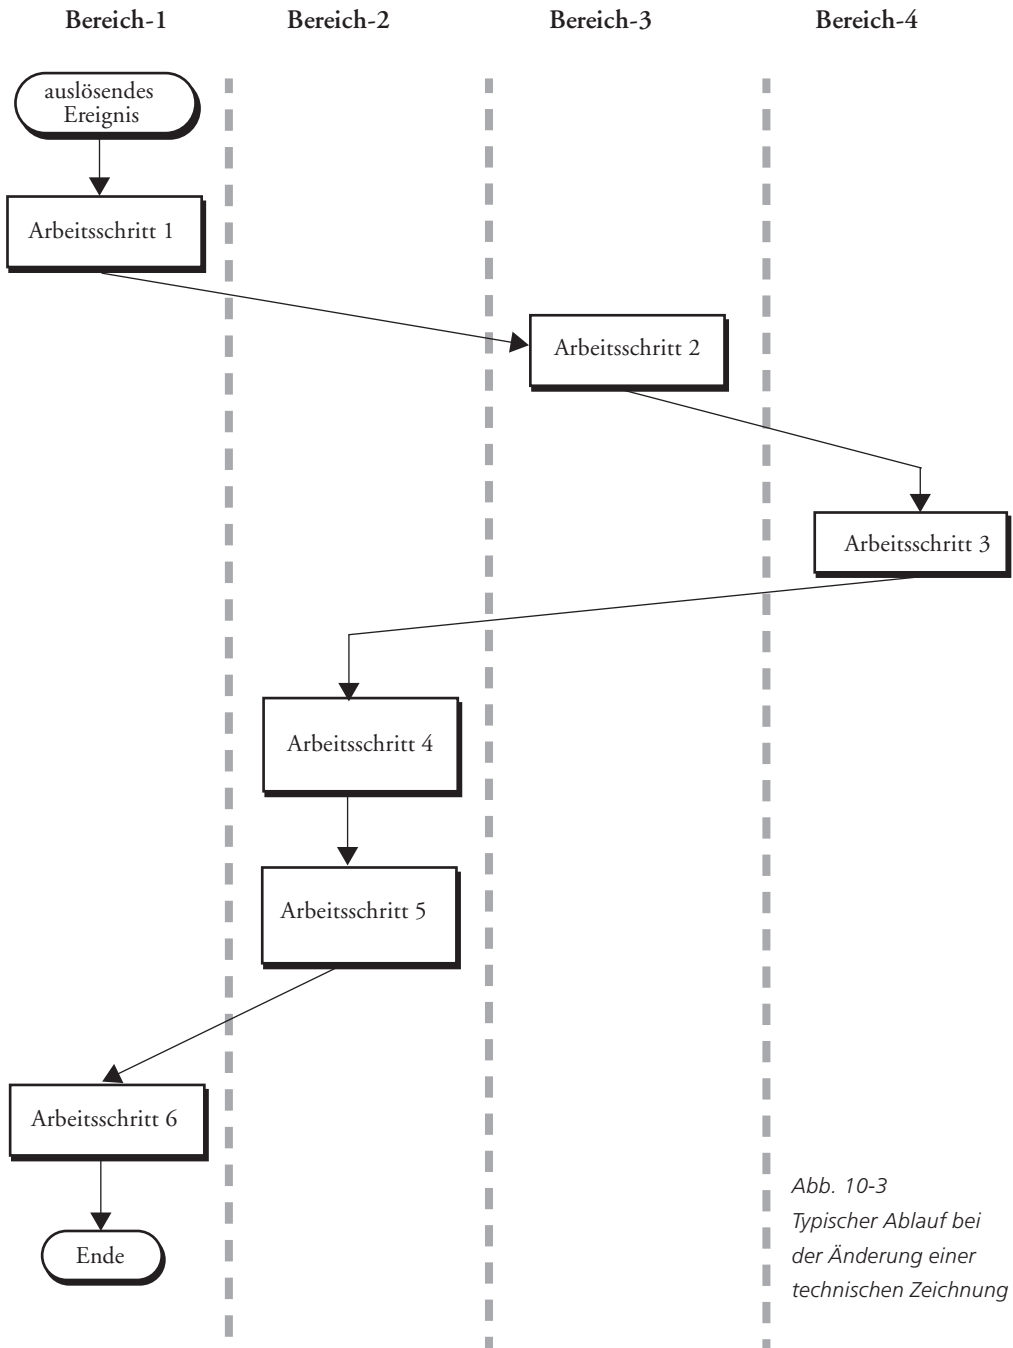 Bereich-1 Bereich-2 Bereich-3 Bereich-4
auslösendes
Ereignis
Arbeitsschritt 1
Arbeitsschritt 2
Arbeitsschritt 3
Arbeitsschritt 4
Arbeitsschritt 5
Arbeitsschritt 6
Ende
Abb. 10-3
Typischer Ablauf bei
der Änderung einer
technischen Zeichnung